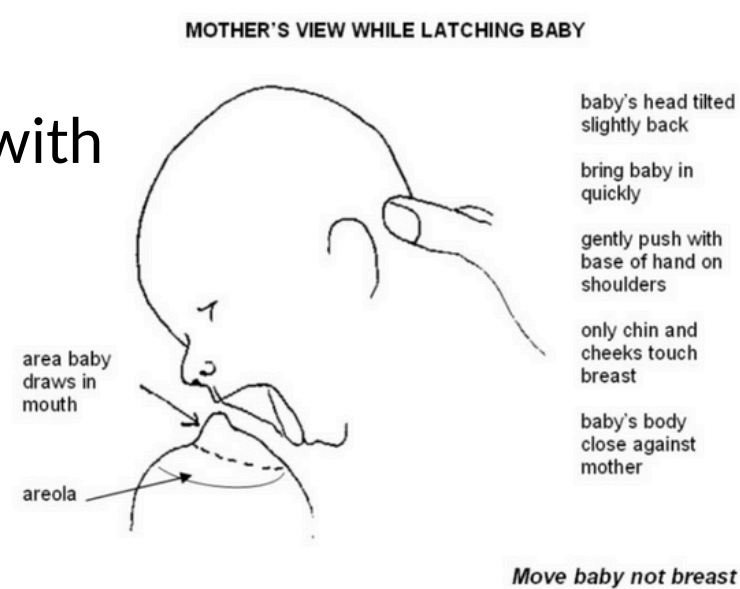 MOTHER'S VIEW WHILE LATCHING BABY
with
baby's head tilted
slightly back
bring baby in
quickly
gently push with
base of hand on
shoulders
only chin and
cheeks touch
breast
baby's body
close against
mother
area baby
draws in
mouth
areola
Move baby not breast